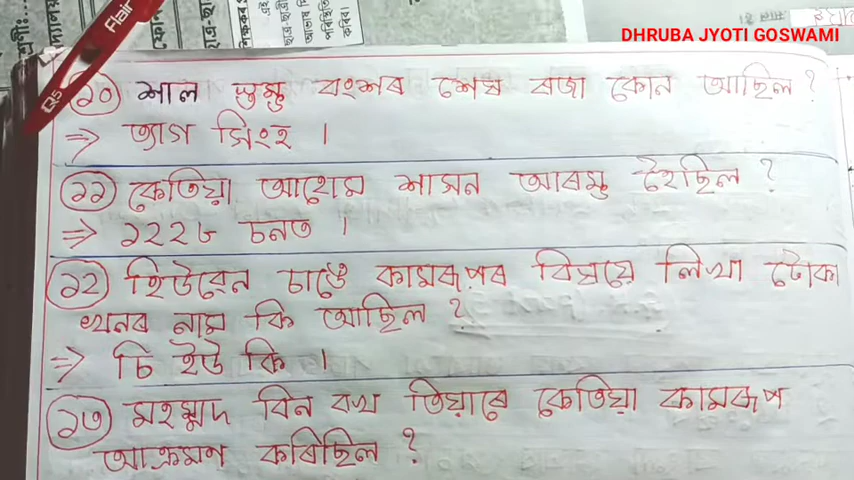 DHRUBA JYOTI GOSWAMI
Flair
১০ শাল স্তম্ভ বংশৰ শেষ ৰজা কোন আছিল ?
⇒ ত্যাগ সিংহ ।
১১ কেতিয়া আহোম শাসন আৰম্ভ হৈছিল ?
⇒ ১২২৮ চনত ।
১২ হিউৱেন চাঙে কামৰূপৰ বিষয়ে লিখা টোকা
খনৰ নাম কি আছিল ?
⇒ চি ইউ কি ।
১৩ মহম্মদ বিন বখ তিয়াৰে কেতিয়া কামৰূপ
আক্ৰমণ কৰিছিল ?